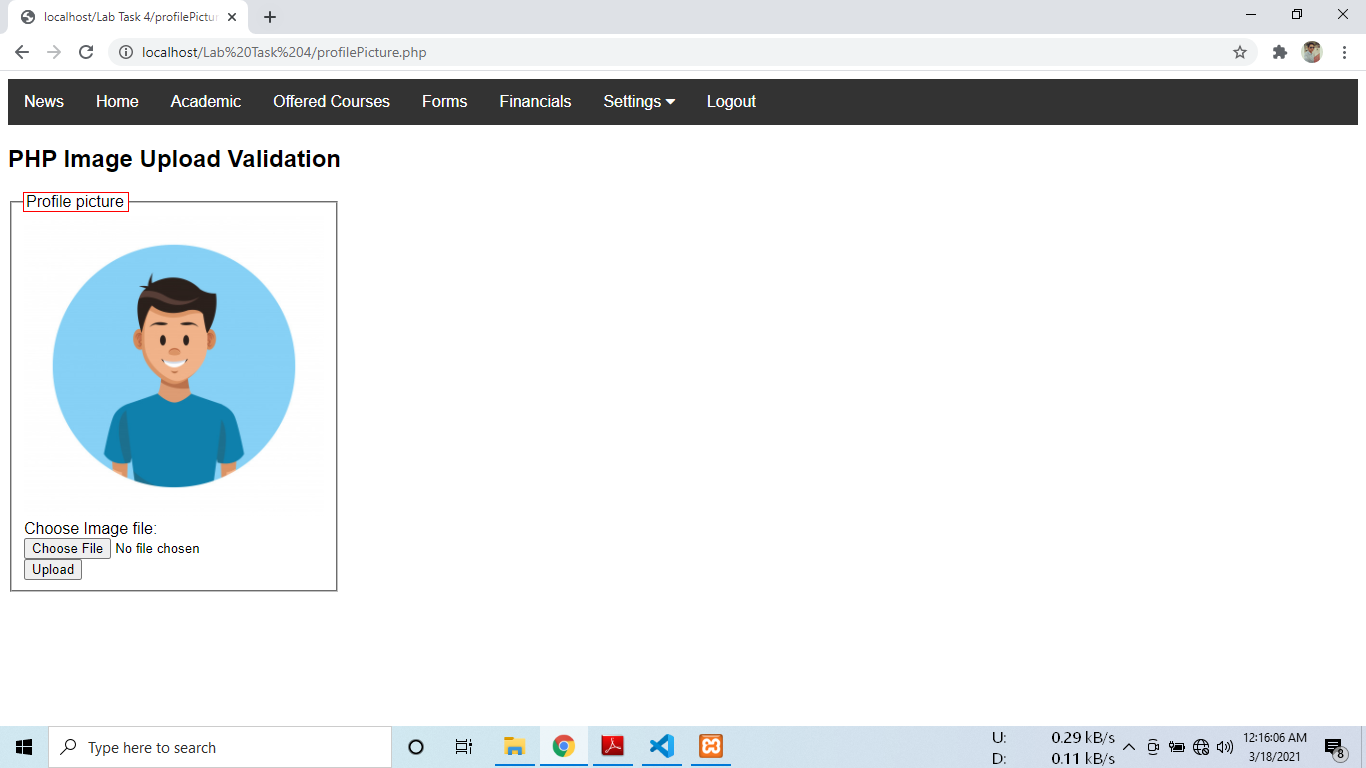 localhost/Lab Task 4/profilePictur
localhost/Lab%20Task%204/profilePicture.php
News Home Academic Offered Courses Forms Financials Settings Logout
PHP Image Upload Validation
Profile picture
Choose Image file:
Choose File No file chosen
Upload
Type here to search
U: 0.29 kB/s
D: 0.11 kB/s
12:16:06 AM
3/18/2021
8